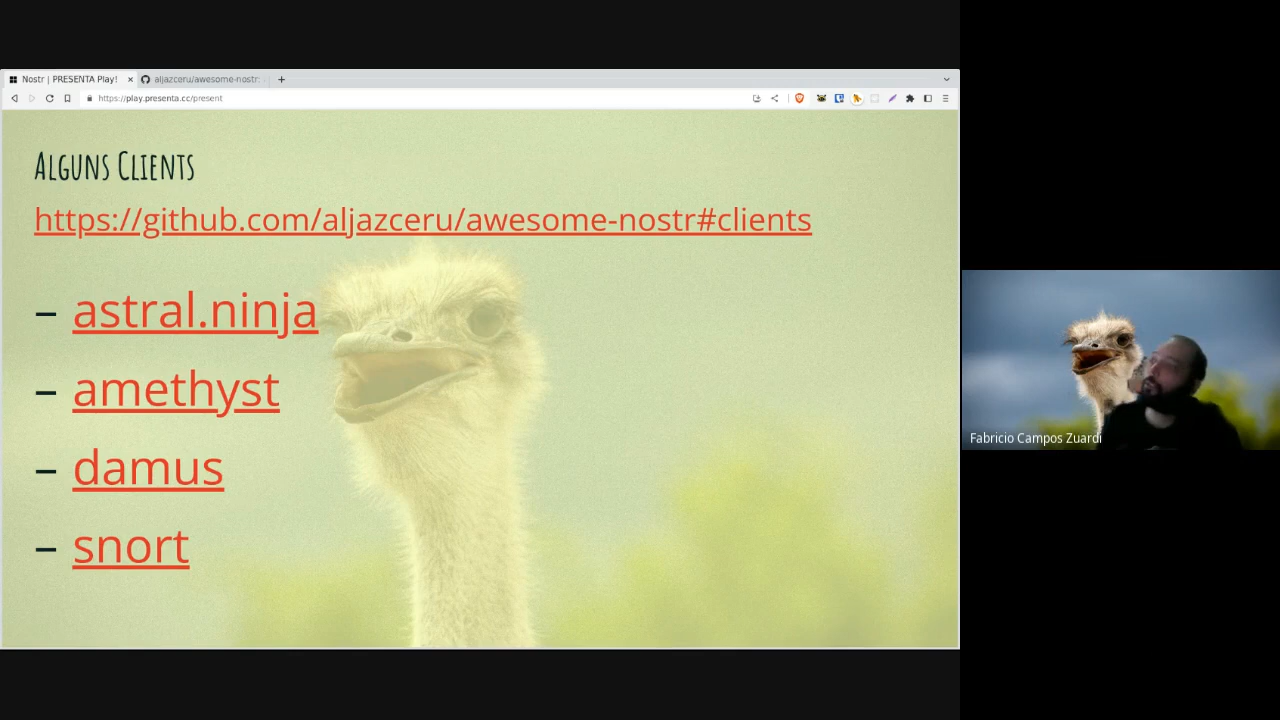 Nostr | PRESENTA Play!
aljazceru/awesome-nostr:
https://play.presenta.cc/present
Alguns Clients
https://github.com/aljazceru/awesome-nostr#clients
– astral.ninja
– amethyst
– damus
– snort
Fabricio Campos Zuardi